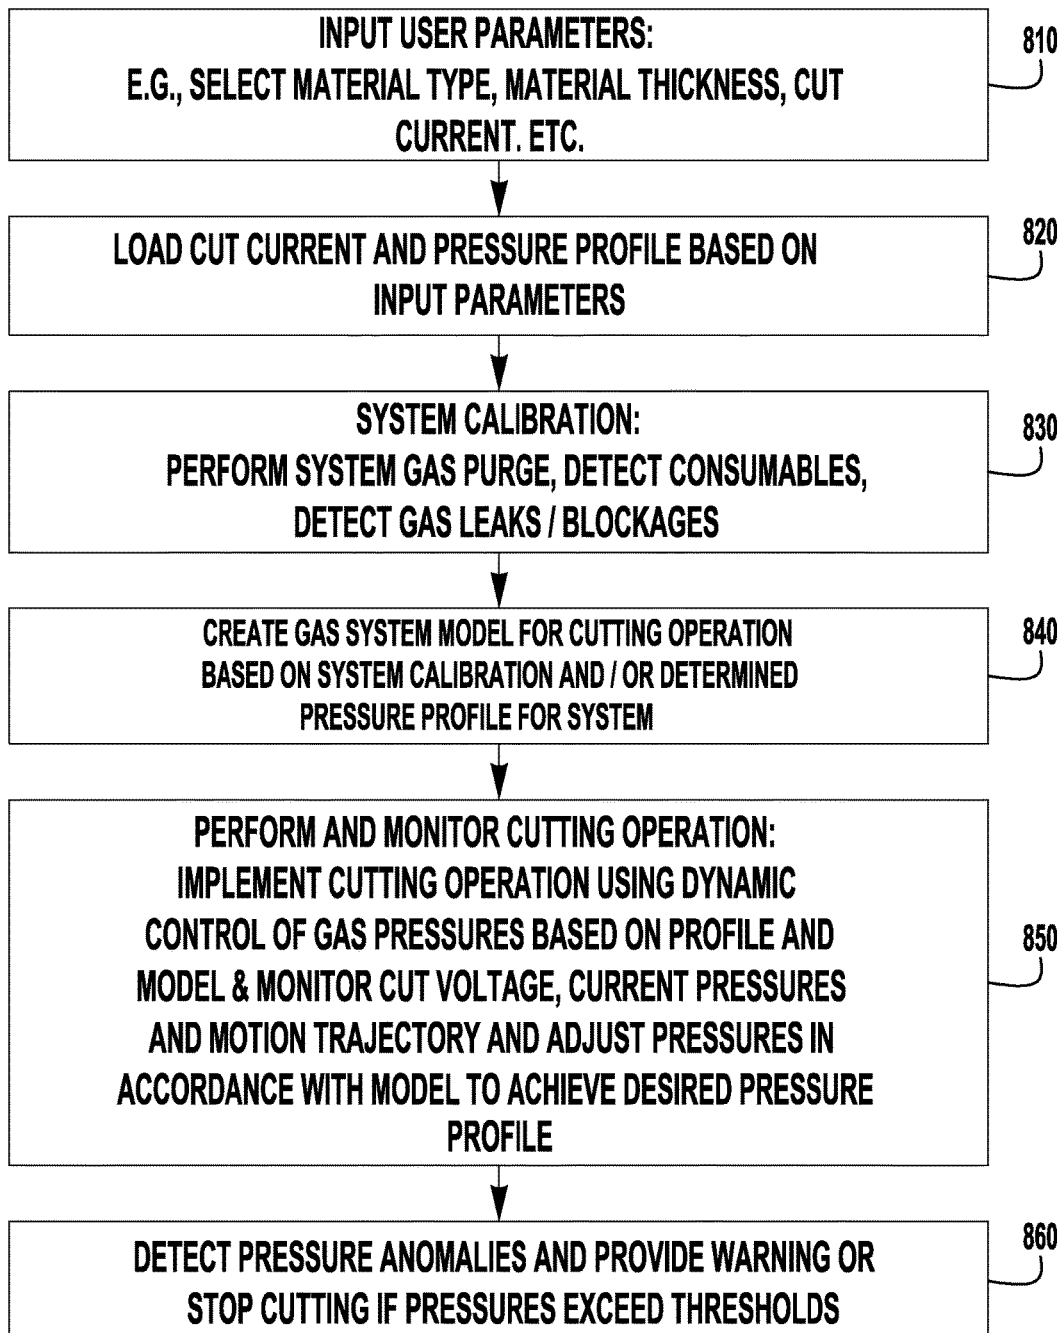 INPUT USER PARAMETERS:
E.G., SELECT MATERIAL TYPE, MATERIAL THICKNESS, CUT
CURRENT. ETC.
810
LOAD CUT CURRENT AND PRESSURE PROFILE BASED ON
INPUT PARAMETERS
820
SYSTEM CALIBRATION:
PERFORM SYSTEM GAS PURGE, DETECT CONSUMABLES,
DETECT GAS LEAKS / BLOCKAGES
830
CREATE GAS SYSTEM MODEL FOR CUTTING OPERATION
BASED ON SYSTEM CALIBRATION AND / OR DETERMINED
PRESSURE PROFILE FOR SYSTEM
840
PERFORM AND MONITOR CUTTING OPERATION:
IMPLEMENT CUTTING OPERATION USING DYNAMIC
CONTROL OF GAS PRESSURES BASED ON PROFILE AND
MODEL & MONITOR CUT VOLTAGE, CURRENT PRESSURES
AND MOTION TRAJECTORY AND ADJUST PRESSURES IN
ACCORDANCE WITH MODEL TO ACHIEVE DESIRED PRESSURE
PROFILE
850
DETECT PRESSURE ANOMALIES AND PROVIDE WARNING OR
STOP CUTTING IF PRESSURES EXCEED THRESHOLDS
860